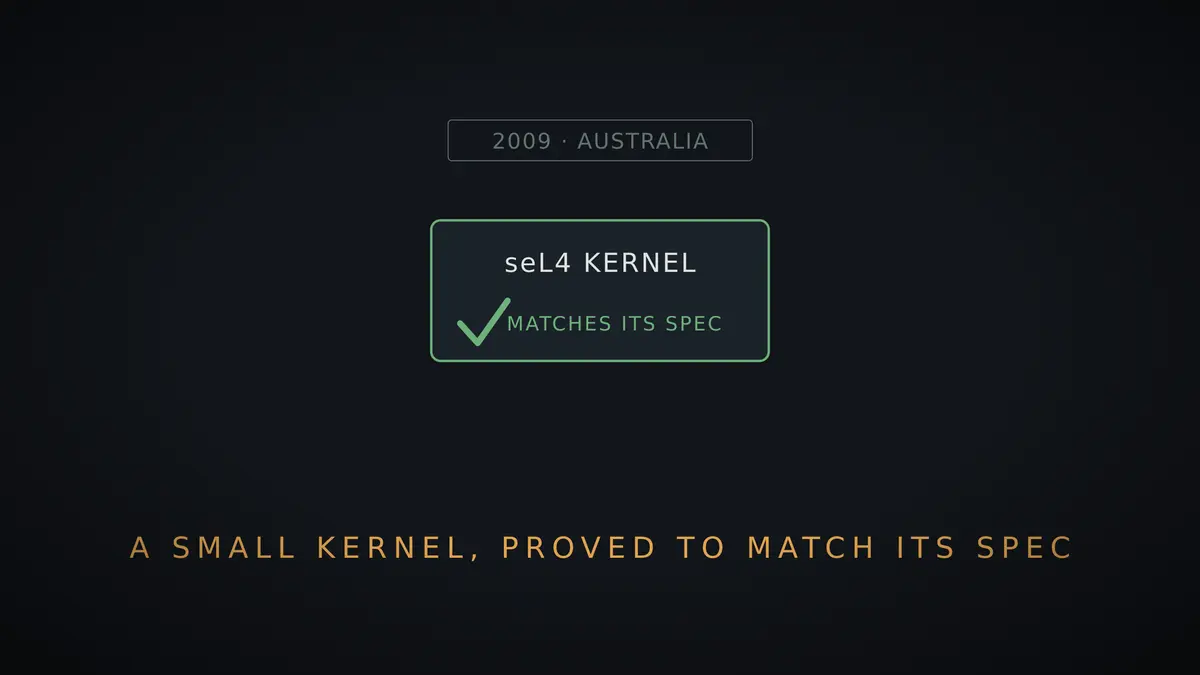 2009 · AUSTRALIA
seL4 KERNEL
MATCHES ITS SPEC
A SMALL KERNEL, PROVED TO MATCH ITS SPEC